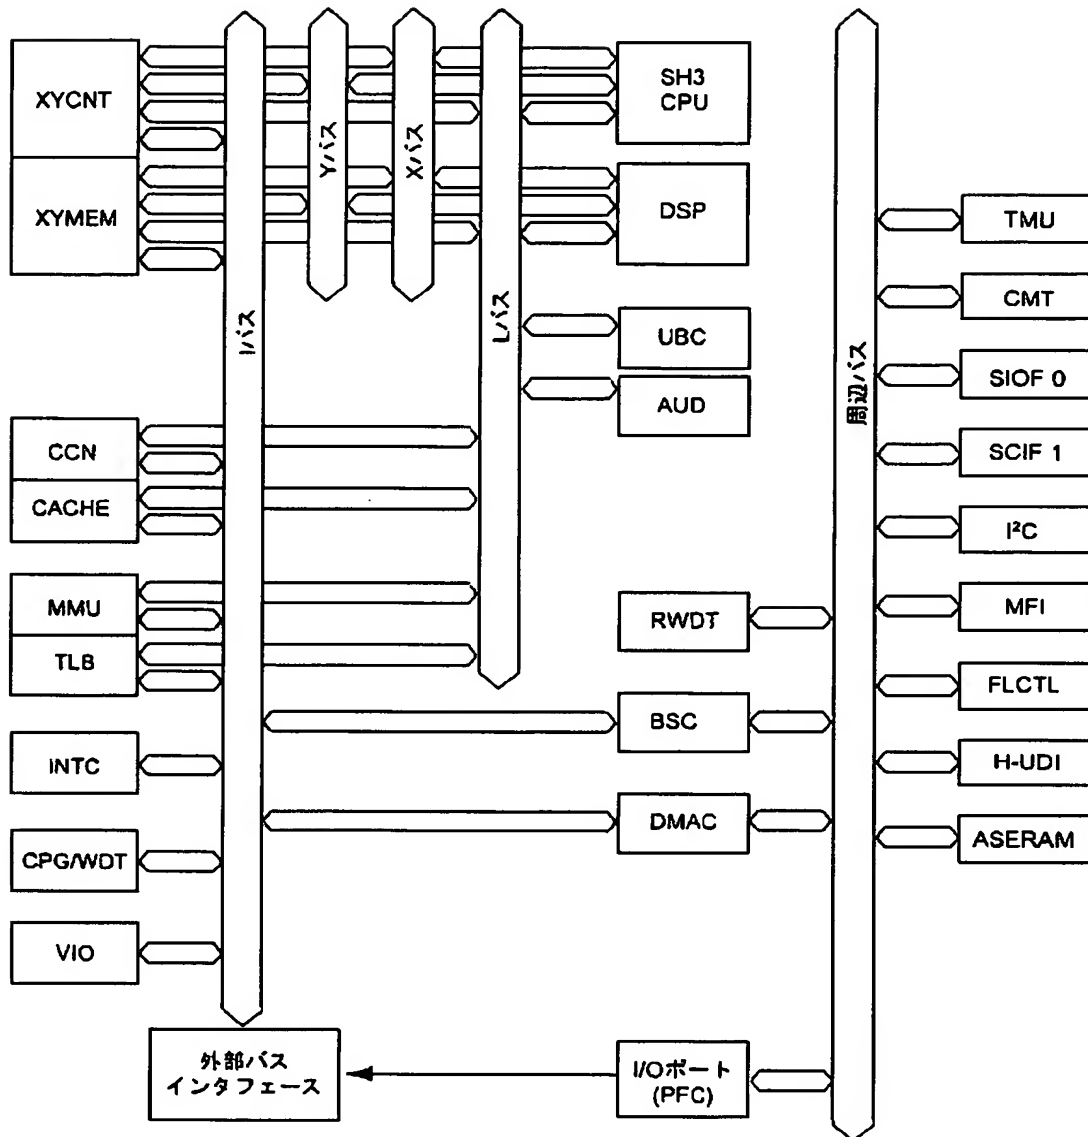 XYCNT
XYMEM
Iバス
Yバス
Xバス
Lバス
SH3
CPU
DSP
UBC
AUD
周辺バス
TMU
CMT
SIOF 0
SCIF 1
I²C
MFI
FLCTL
H-UDI
ASERAM
CCN
CACHE
MMU
TLB
INTC
CPG/WDT
VIO
RWDT
BSC
DMAC
外部バス
インタフェース
I/Oポート
(PFC)